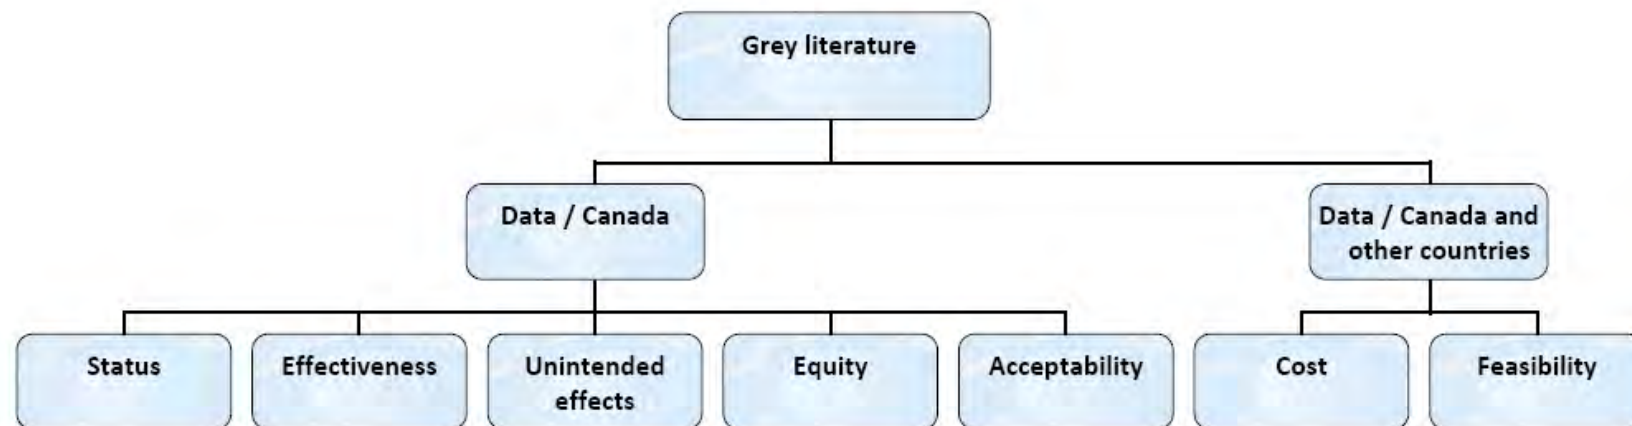 Grey literature
Data / Canada
Data / Canada and
other countries
Status
Effectiveness
Unintended
effects
Equity
Acceptability
Cost
Feasibility